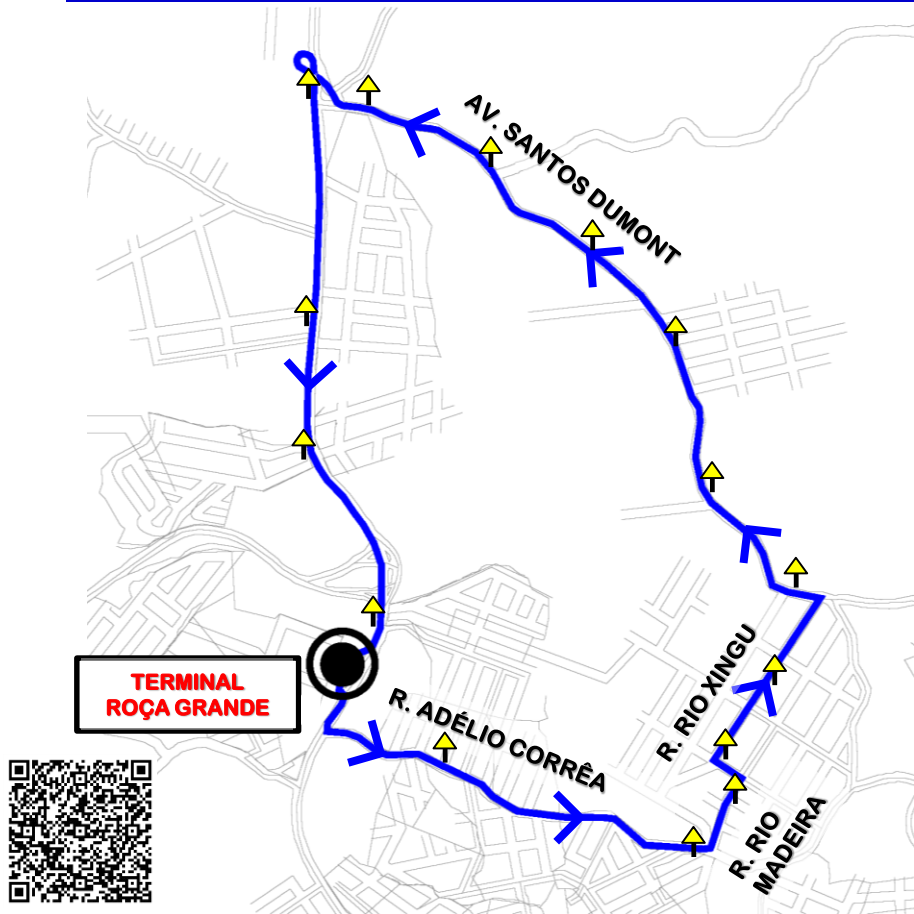 AV. SANTOS DUMONT
R. RIO XINGU
TERMINAL
ROÇA GRANDE
R. ADÉLIO CORRÊA
R. RIO
MADEIRA